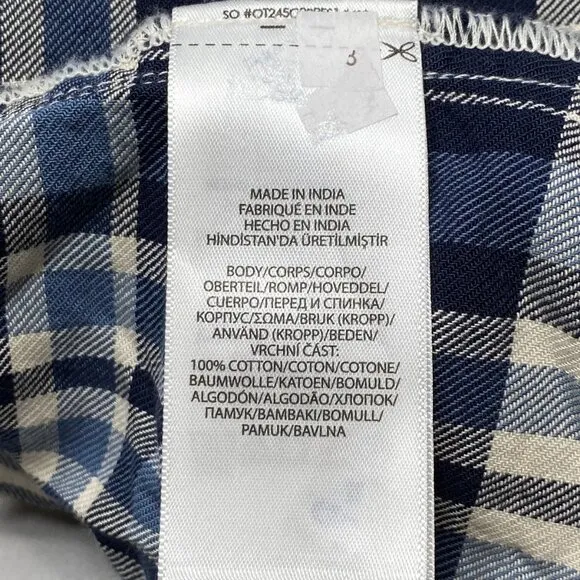 SO
3
MADE IN INDIA
FABRIQUÉ EN INDE
HECHO EN INDIA
HİNDİSTAN'DA ÜRETİLMİŞTİR
BODY/CORPS/CORPO/
OBERTEIL/ROMP/HOVEDDEL/
CUERPO/ПЕРЕД И СПИНКА/
КОРПУС/ΣΩΜΑ/BRUK (KROPP)/
ANVÄND (KROPP)/BEDEN/
VRCHNÍ ČÁST:
100% COTTON/COTON/COTONE/
BAUMWOLLE/KATOEN/BOMULD/
ALGODÓN/ALGODÃO/ХЛОПОК/
ПАМУК/BAMBAKI/BOMULL/
PAMUK/BAVLNA